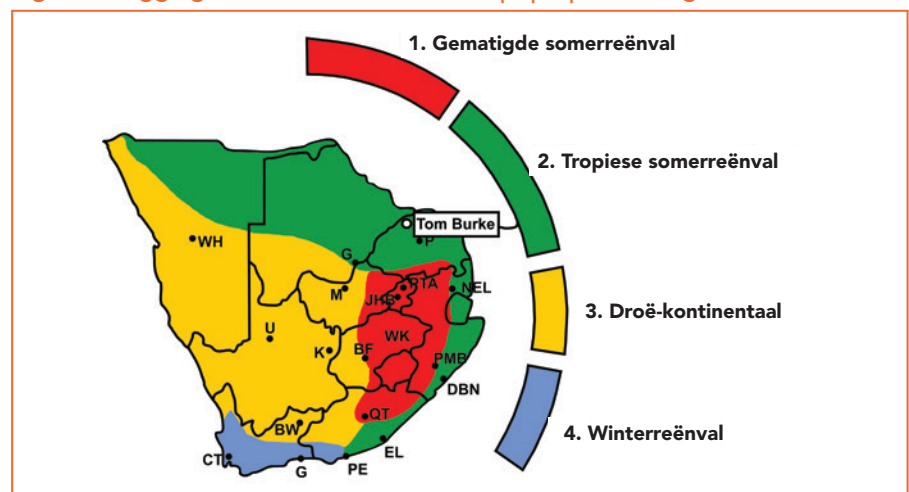 1. Gematigde somerreënval
2. Tropiese somerreënval
Tom Burke
P
WH
G
PTA
NEL
M
JHB
3. Droë-kontinentaal
U
WK
K
BF
PMB
DBN
QT
BW
4. Winterreënval
EL
CT
G
PE